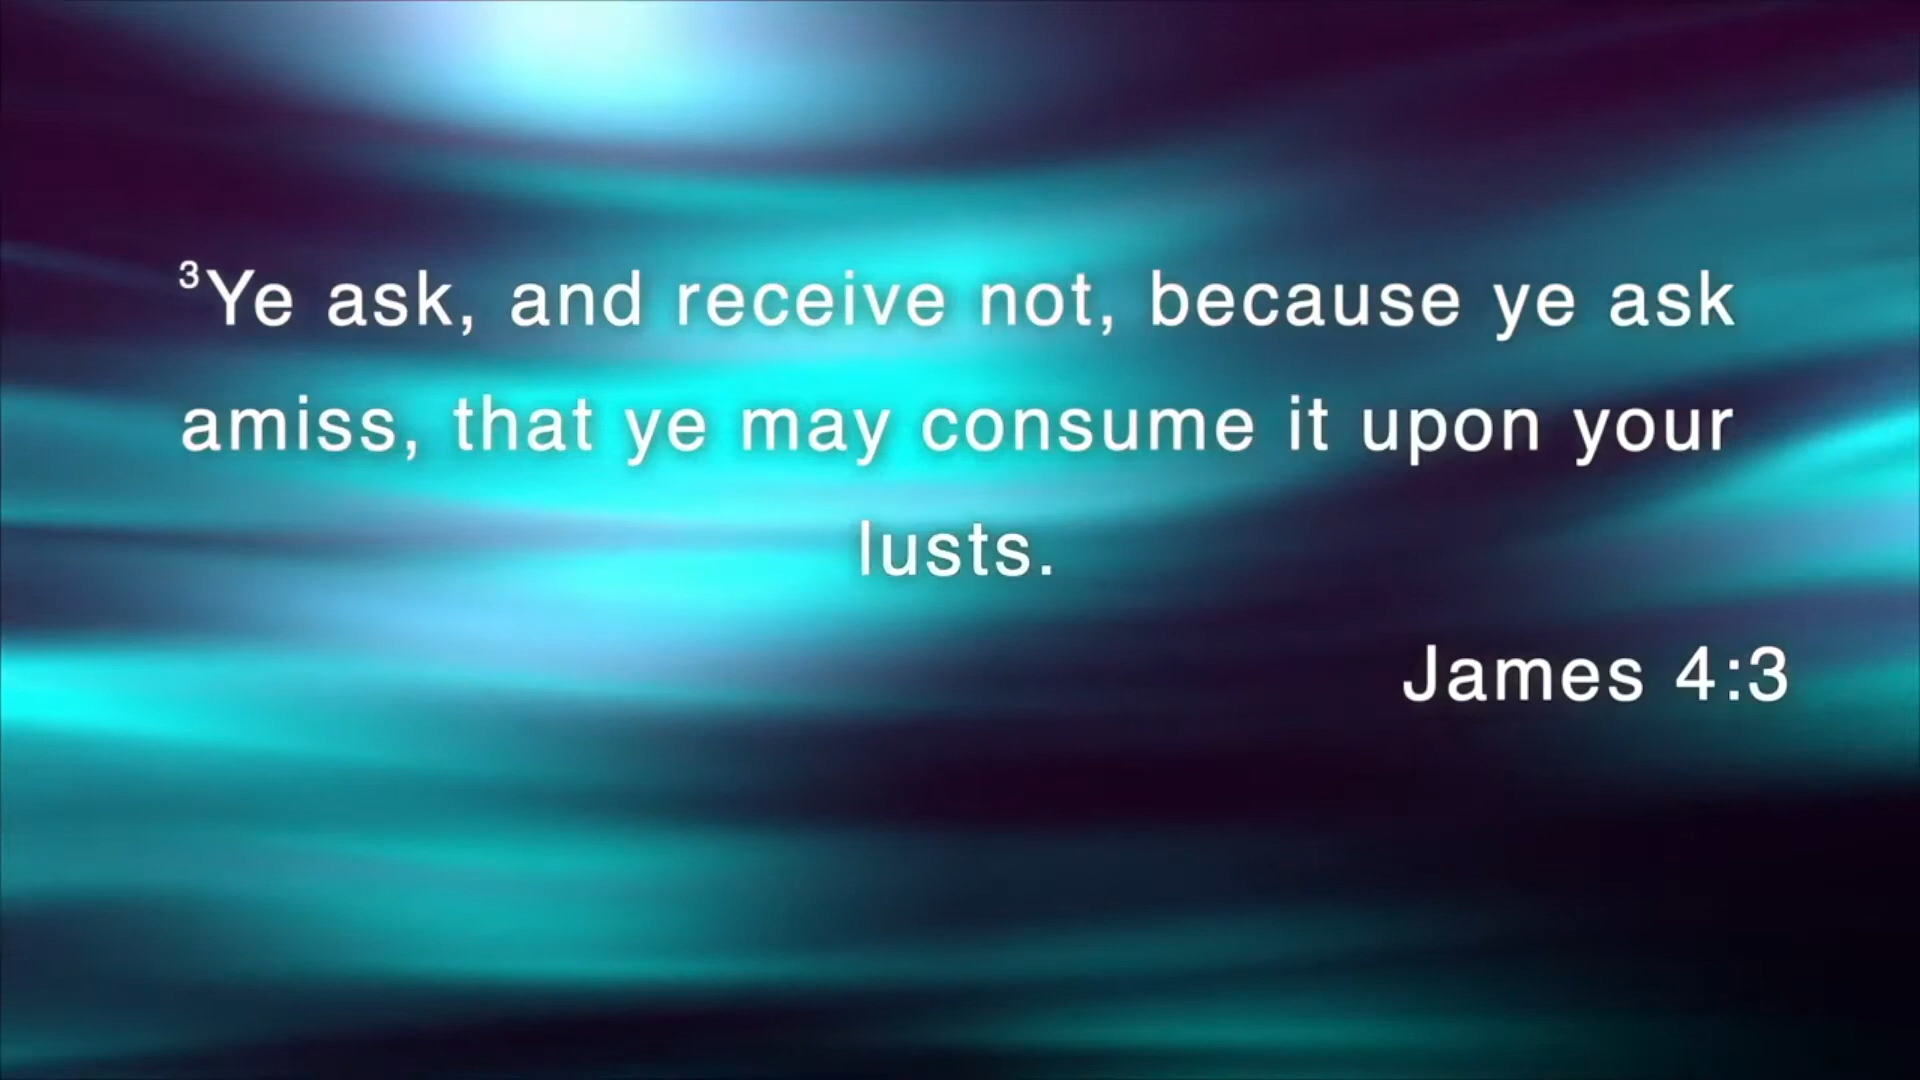 ³Ye ask, and receive not, because ye ask
amiss, that ye may consume it upon your
lusts.
James 4:3